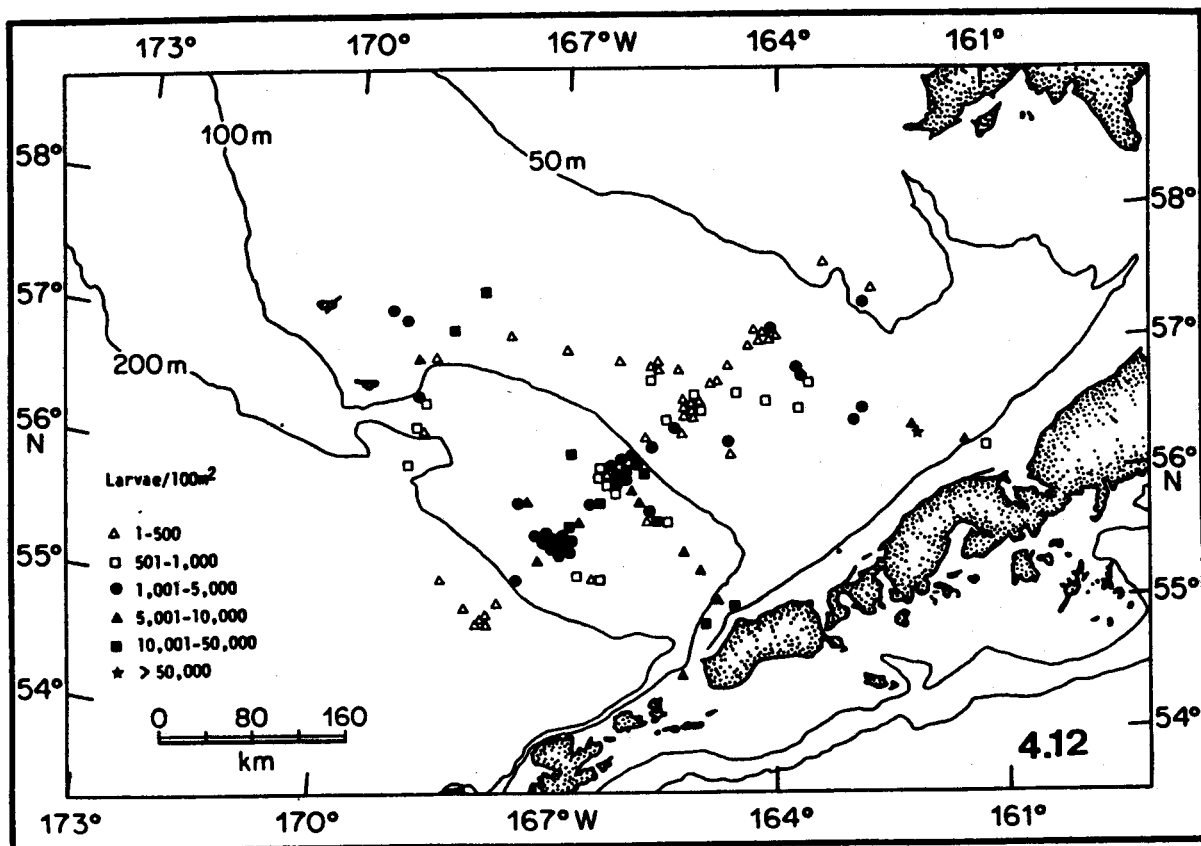 173° 170° 167°W 164° 161°
100m
50m
58°
58°
57°
57°
200m
56°
N
56°
N
Larvae/100m²
1-500
501-1,000
1,001-5,000
5,001-10,000
10,001-50,000
> 50,000
55°
55°
54°
54°
0 80 160
km
4.12
173° 170° 167°W 164° 161°